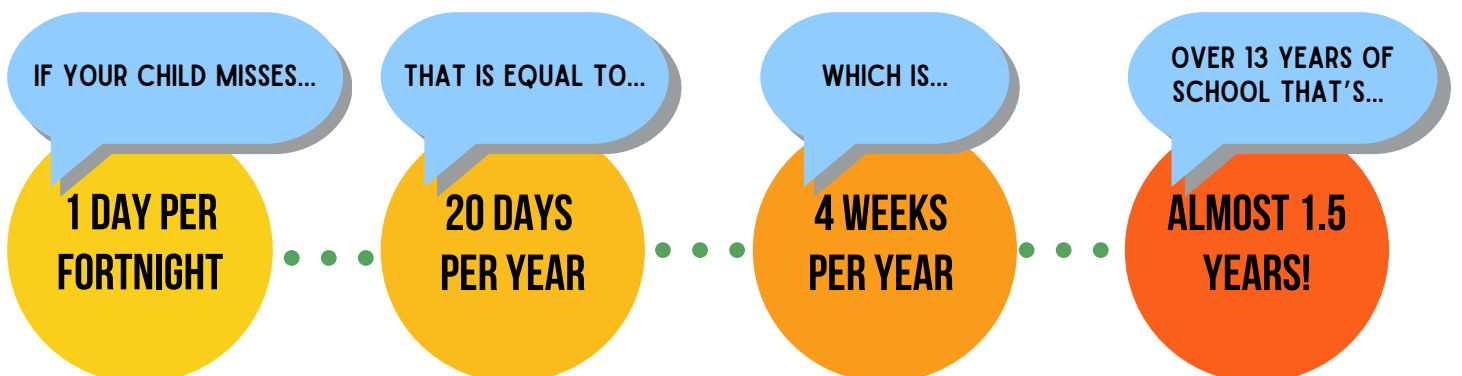 IF YOUR CHILD MISSES...
1 DAY PER
FORTNIGHT
THAT IS EQUAL TO...
20 DAYS
PER YEAR
WHICH IS...
4 WEEKS
PER YEAR
OVER 13 YEARS OF
SCHOOL THAT'S...
ALMOST 1.5
YEARS!